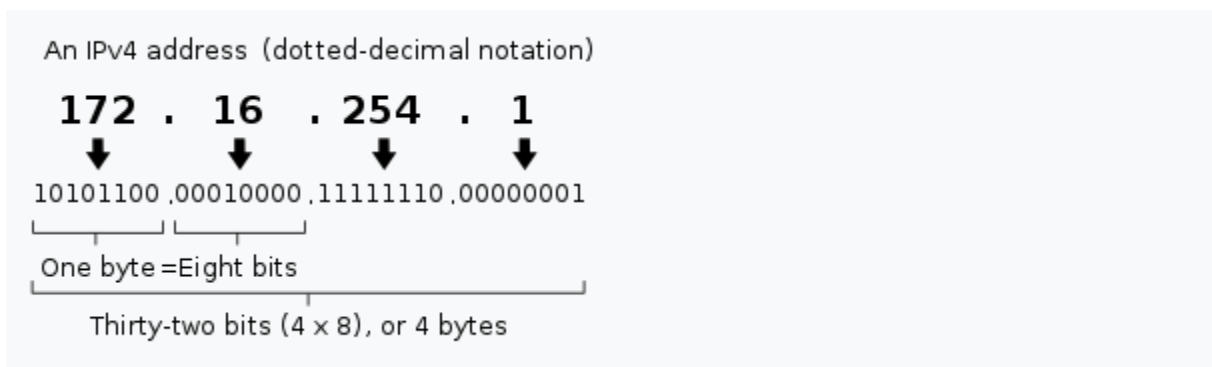 An IPv4 address (dotted-decimal notation)
172 . 16 . 254 . 1
10101100 .00010000 .11111110 .00000001
One byte =Eight bits
Thirty-two bits (4 x 8), or 4 bytes